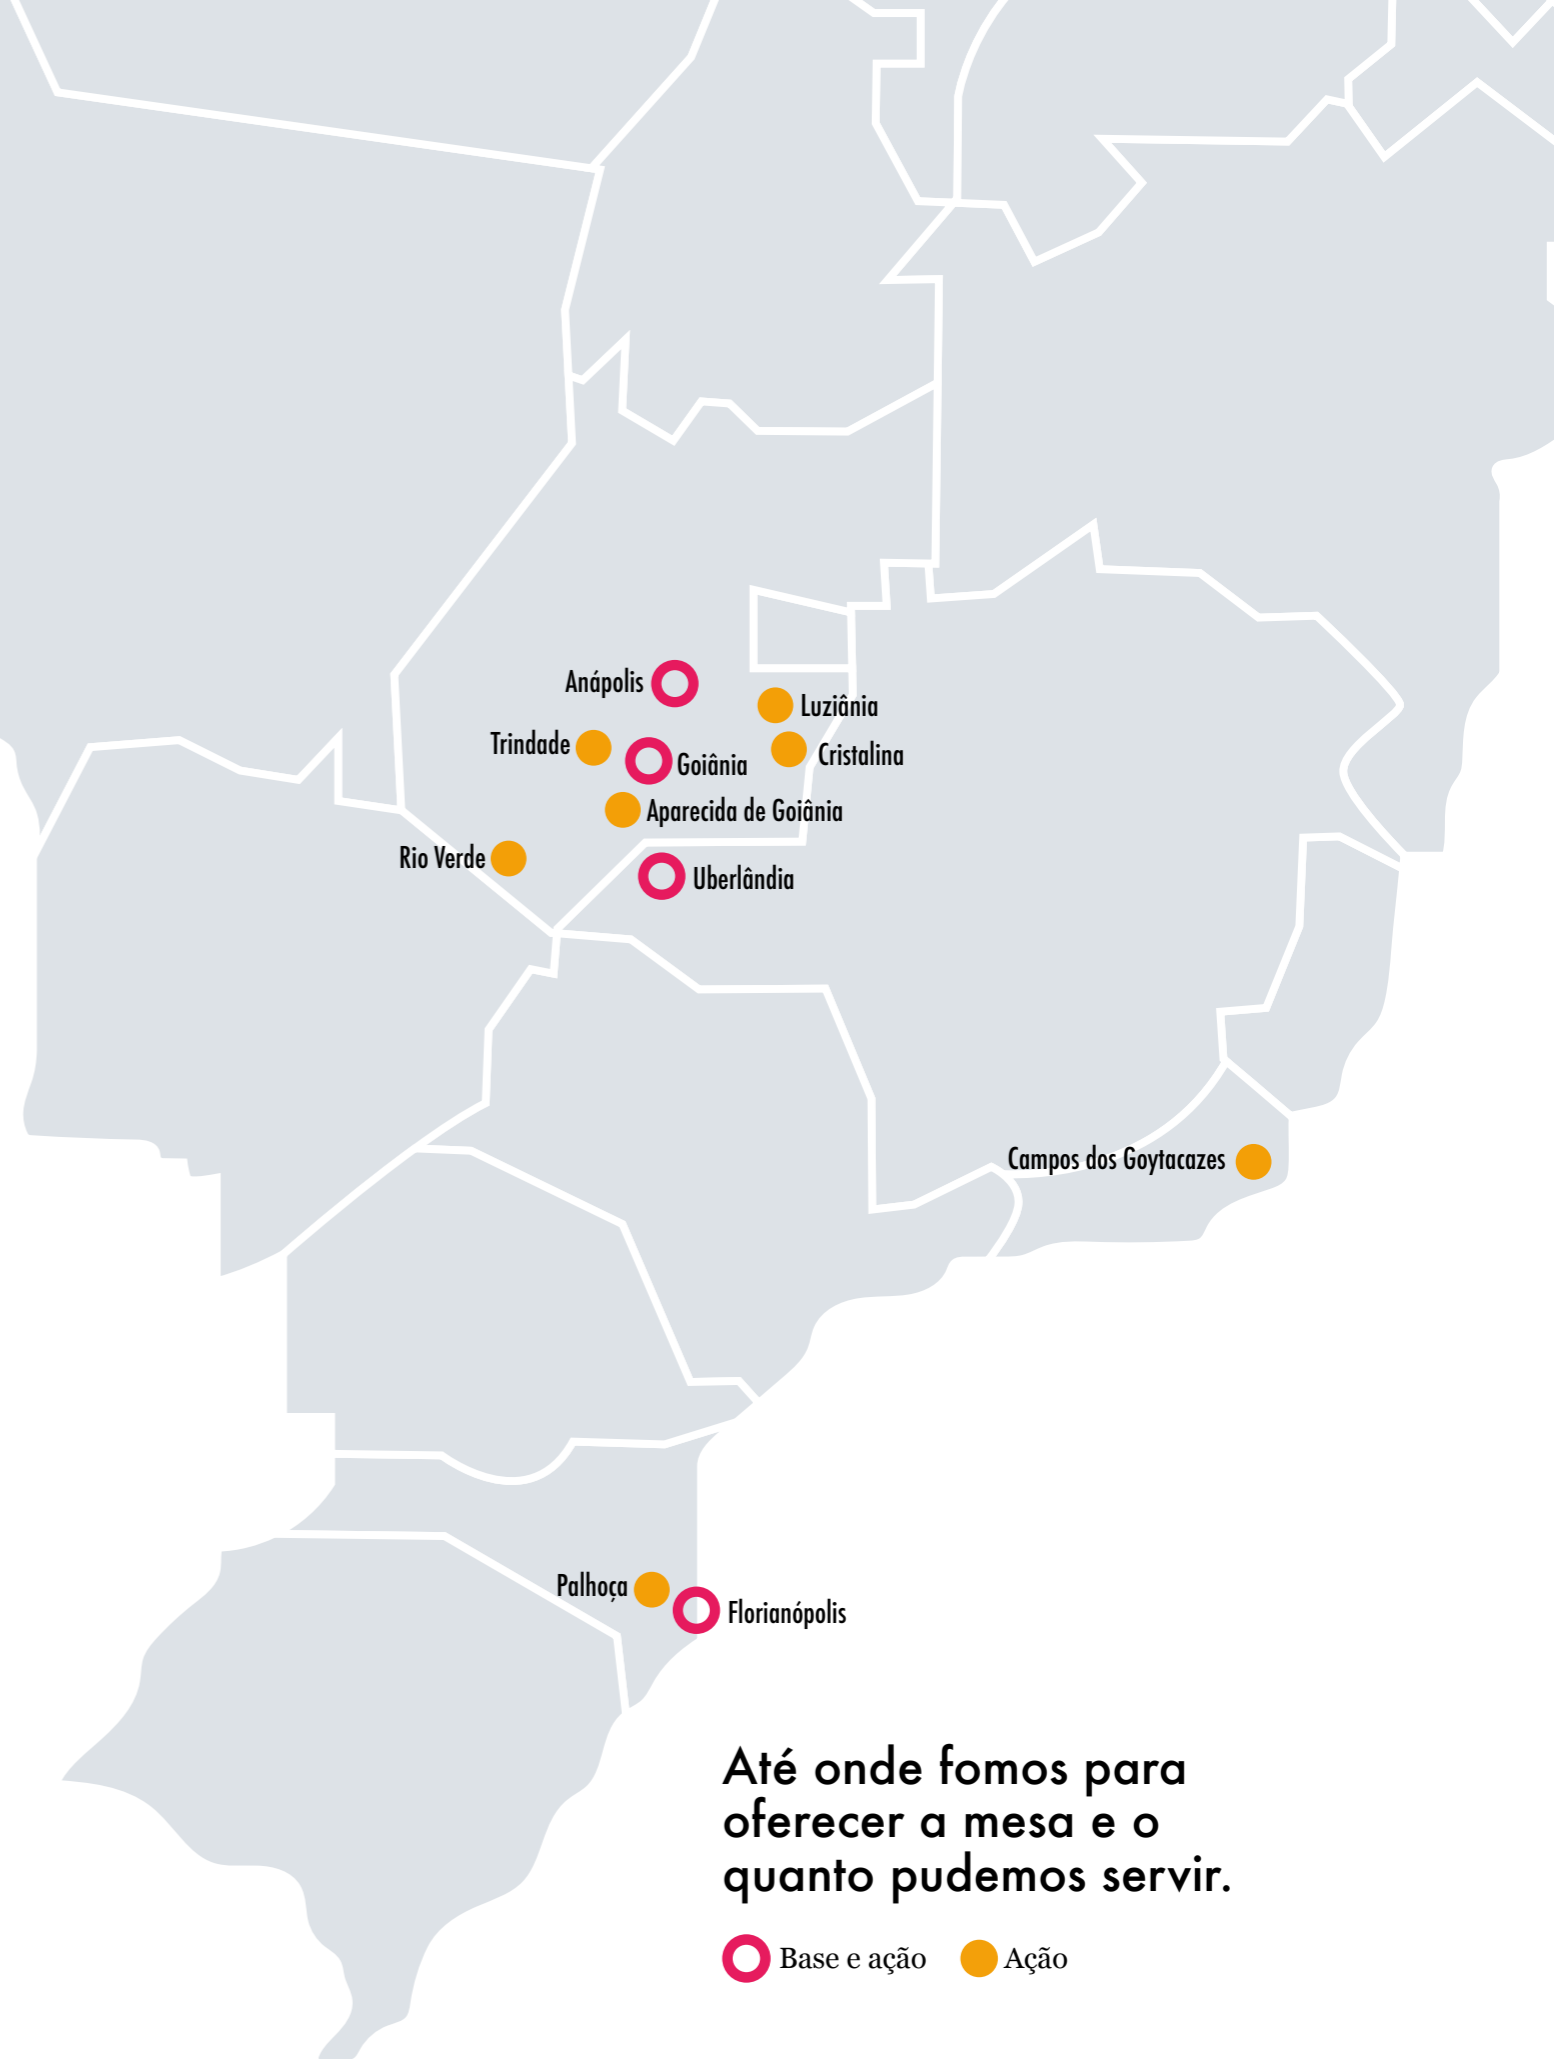 Anápolis
Luziânia
Trindade
Cristalina
Goiânia
Aparecida de Goiânia
Rio Verde
Uberlândia
Campos dos Goytacazes
Palhoça
Florianópolis
Até onde fomos para
oferecer a mesa e o
quanto pudemos servir.
Base e ação
Ação